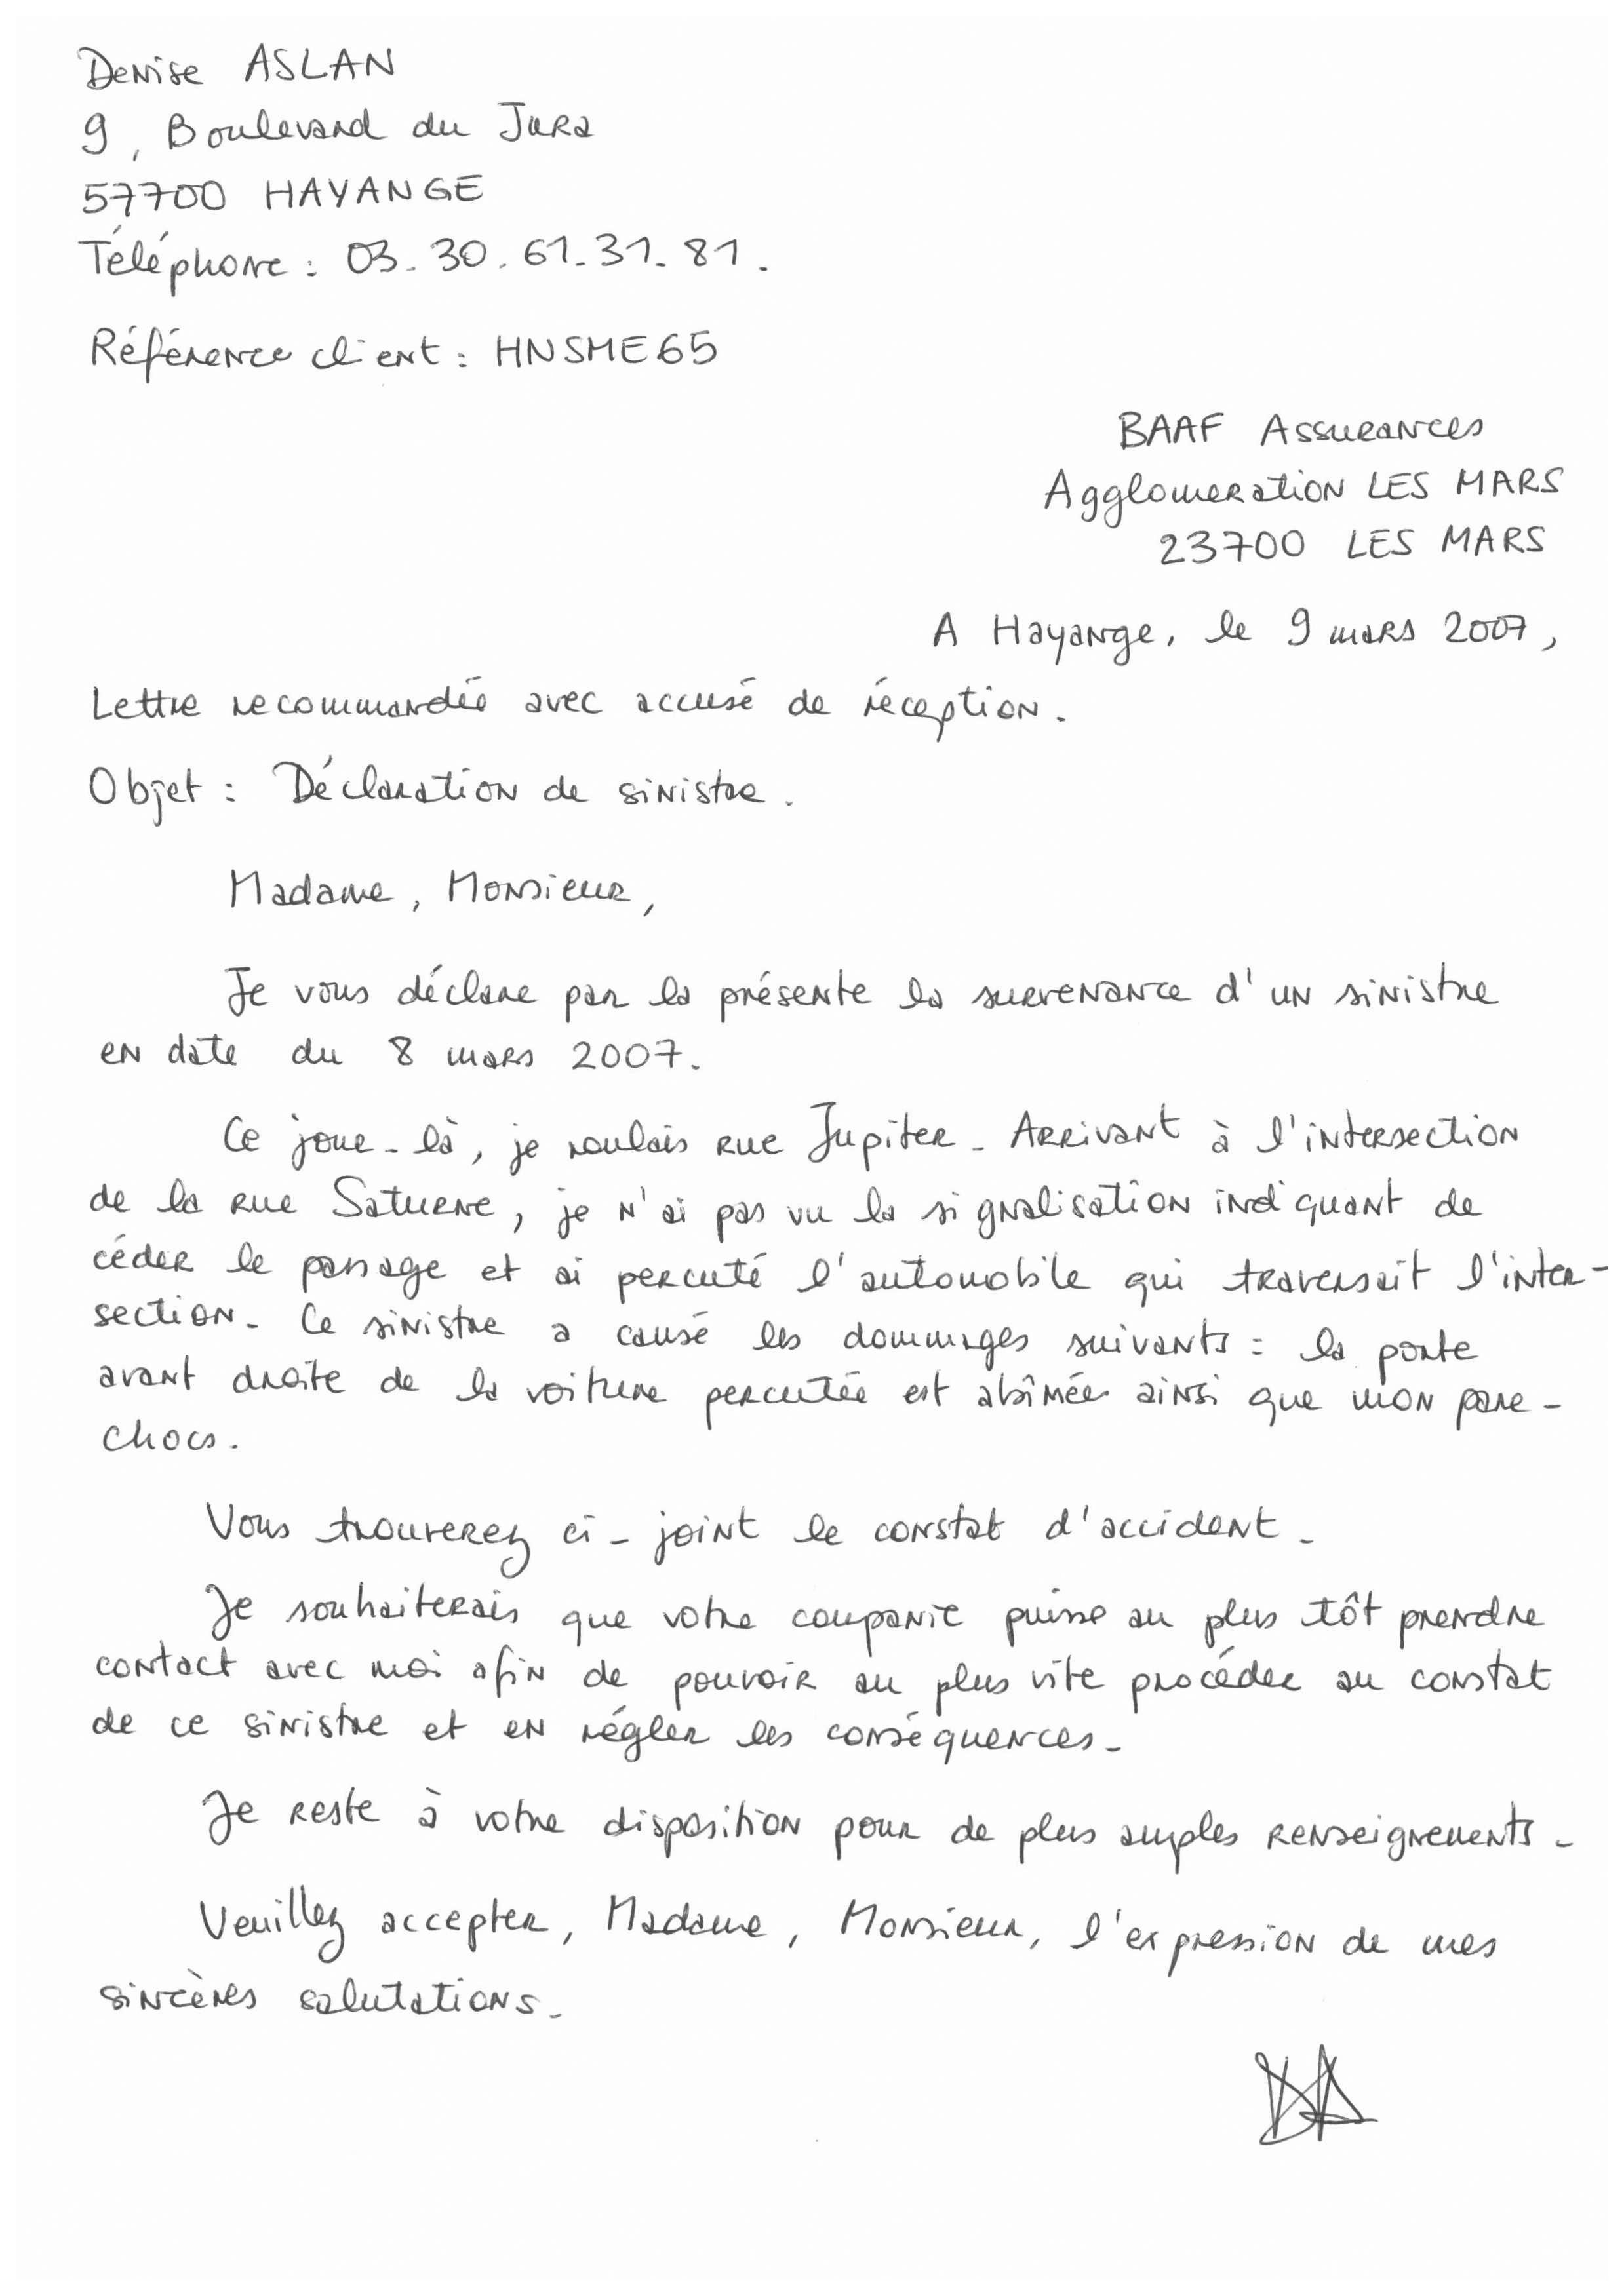 Denise ASLAN
9, Boulevard du Jura
57700 HAYANGE
Téléphone : 03.30.61.31.81.
Référence client : HNSME65
BAAF Assurances
Agglomeration LES MARS
23700 LES MARS
A Hayange, le 9 mars 2007,
Lettre recommandée avec accusé de réception.
Objet : Déclaration de sinistre.
Madame, Monsieur,
Je vous déclare par la présente la survenance d'un sinistre
en date du 8 mars 2007.
Ce jour-là, je roulais rue Jupiter. Arrivant à l'intersection
de la rue Saturne, je n'ai pas vu la signalisation indiquant de
céder le passage et ai percuté l'automobile qui traversait l'inter-
section. Ce sinistre a causé les dommages suivants : la porte
avant droite de la voiture percutée est abîmée ainsi que mon pare-
chocs.
Vous trouverez ci-joint le constat d'accident.
Je souhaiterais que votre companie puisse au plus tôt prendre
contact avec moi afin de pouvoir au plus vite procéder au constat
de ce sinistre et en régler les conséquences.
Je reste à votre disposition pour de plus amples renseignements.
Veuillez accepter, Madame, Monsieur, l'expression de mes
sincères salutations.